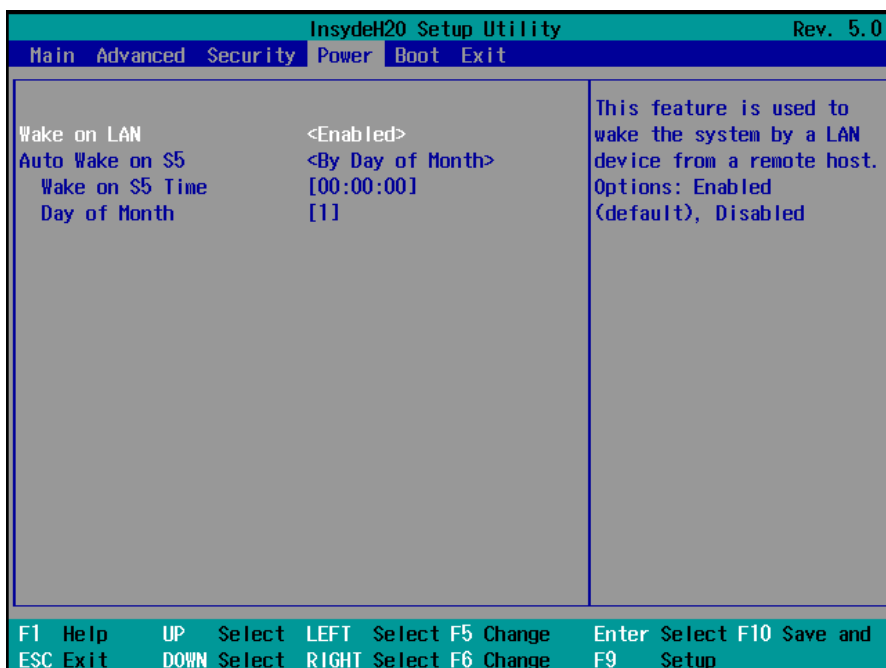 InsydeH20 Setup Utility Rev. 5.0
Main Advanced Security Power Boot Exit
Wake on LAN <Enabled>
Auto Wake on S5 <By Day of Month>
Wake on S5 Time [00:00:00]
Day of Month [1]
This feature is used to
wake the system by a LAN
device from a remote host.
Options: Enabled
(default), Disabled
F1 Help UP Select LEFT Select F5 Change Enter Select F10 Save and
ESC Exit DOWN Select RIGHT Select F6 Change F9 Setup